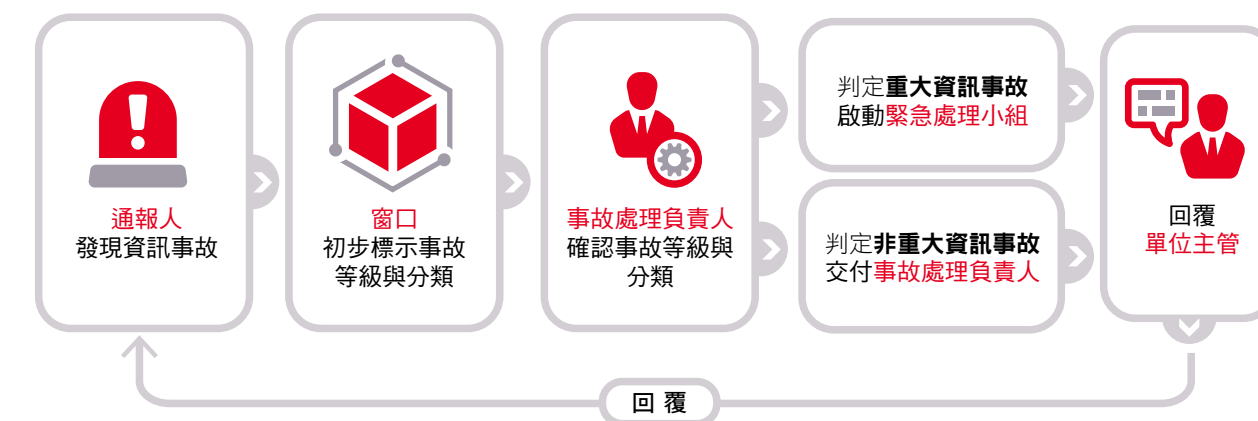 通報人
發現資訊事故
窗口
初步標示事故
等級與分類
事故處理負責人
確認事故等級與
分類
判定重大資訊事故
啟動緊急處理小組
判定非重大資訊事故
交付事故處理負責人
回覆
單位主管
回覆